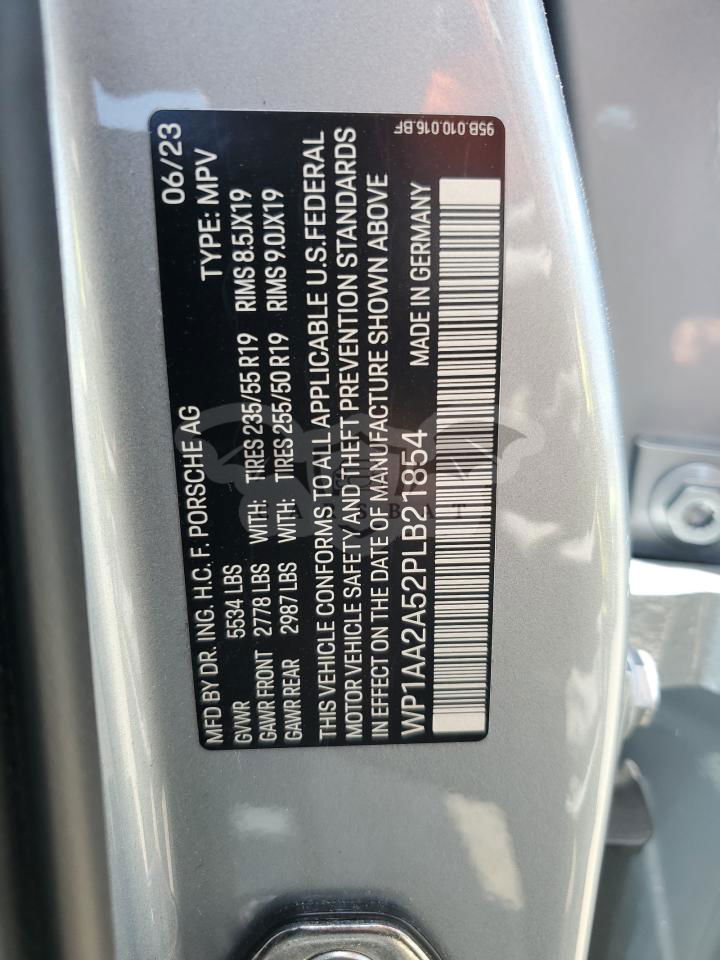 MFD BY DR. ING. H.C. F. PORSCHE AG 06/23
GVWR 5534 LBS TYPE: MPV
GAWR FRONT 2778 LBS WITH: TIRES 235/55 R19 RIMS 8.5JX19
GAWR REAR 2987 LBS WITH: TIRES 255/50 R19 RIMS 9.0JX19
THIS VEHICLE CONFORMS TO ALL APPLICABLE U.S.FEDERAL
MOTOR VEHICLE SAFETY AND THEFT PREVENTION STANDARDS
IN EFFECT ON THE DATE OF MANUFACTURE SHOWN ABOVE
WP1AA2A52PLB21854 MADE IN GERMANY
95B.010.016.BF